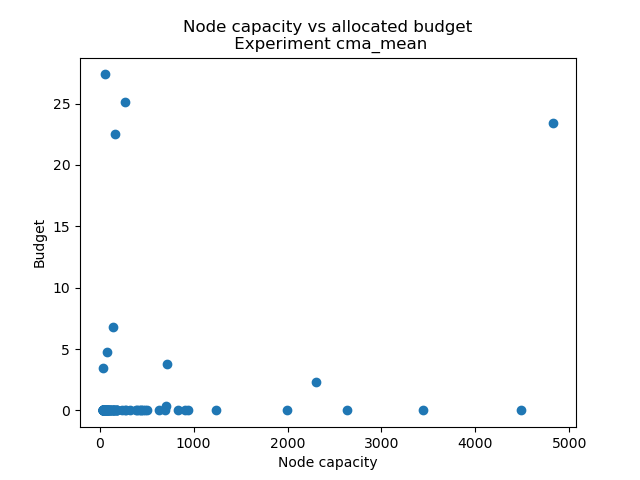 Node capacity vs allocated budget
Experiment cma_mean
Budget
25
20
15
10
5
0
0 1000 2000 3000 4000 5000
Node capacity